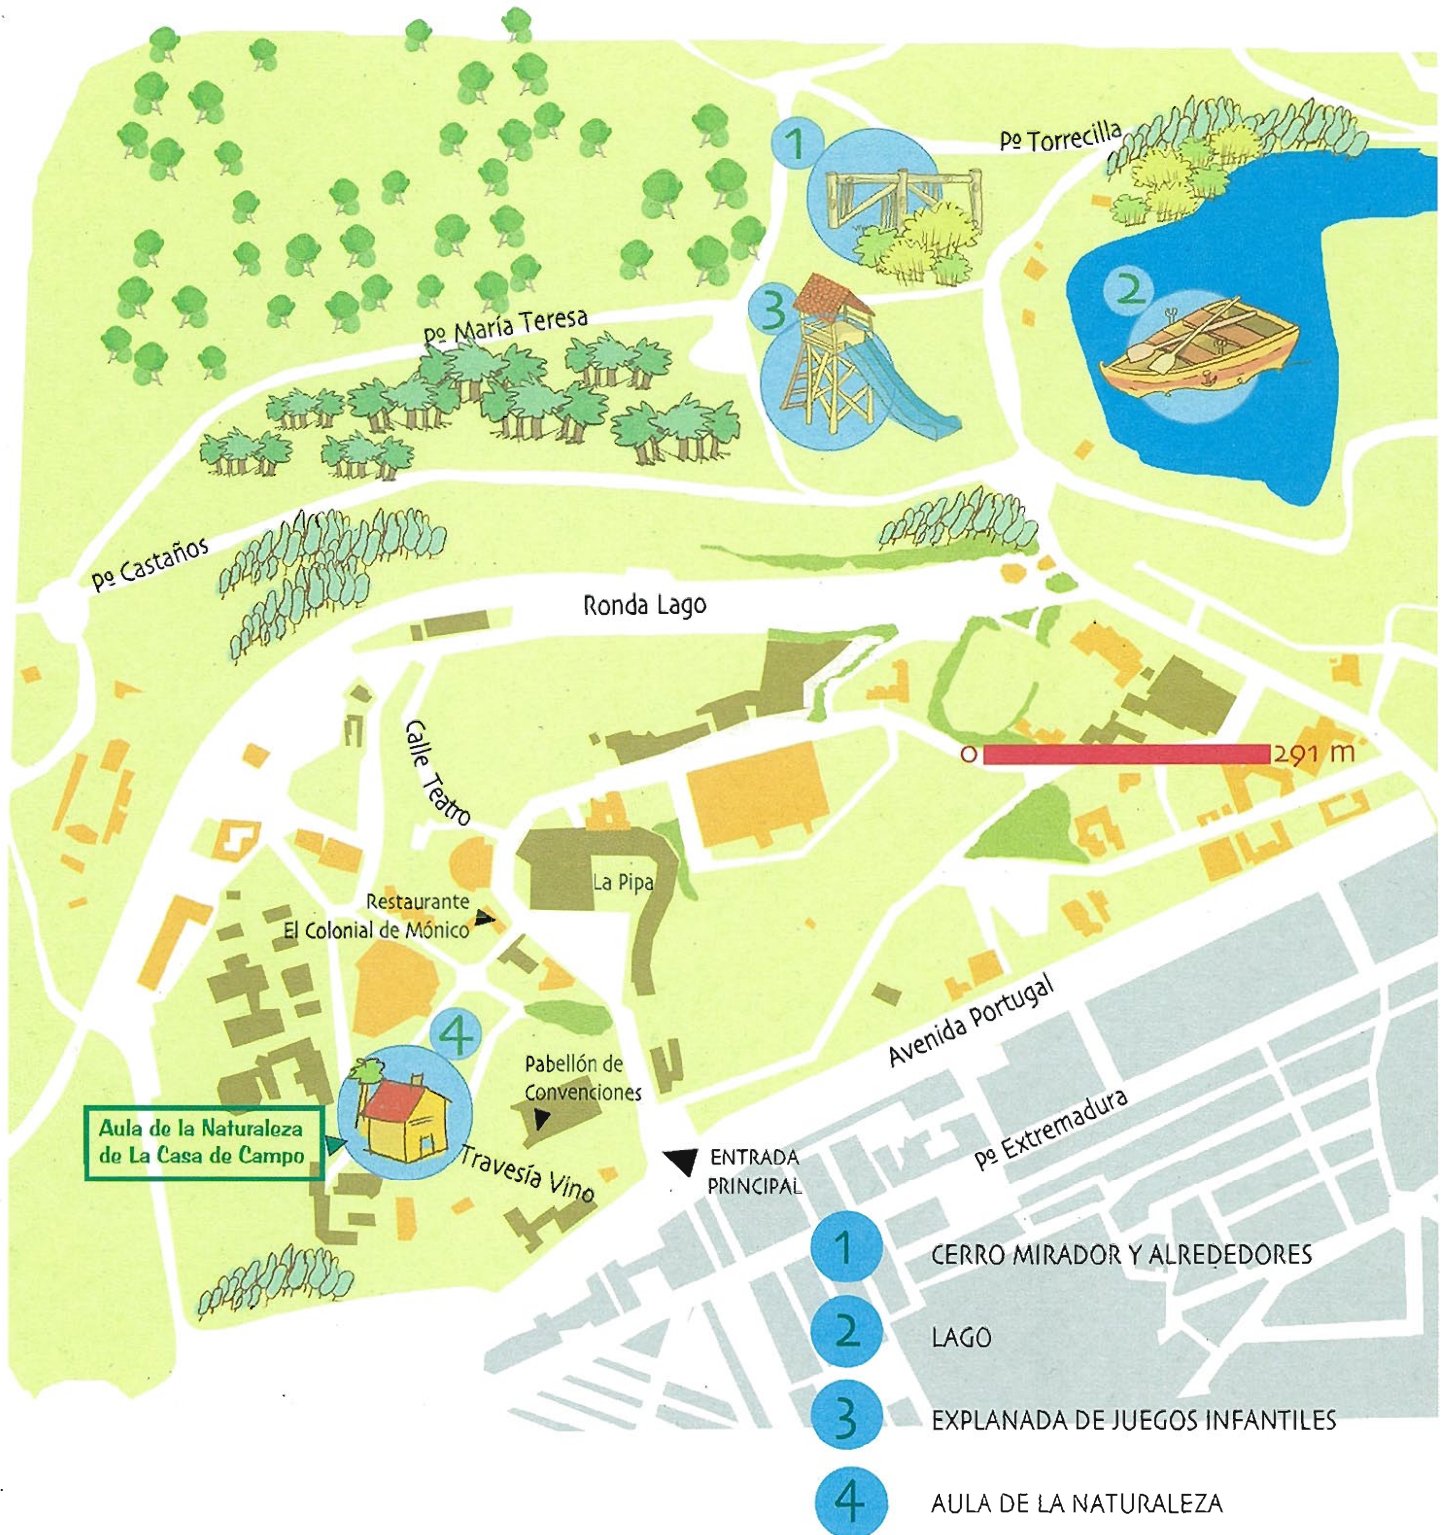 1
Pº Torrecilla
2
3
Pº María Teresa
Pº Castaños
Ronda Lago
Calle Teatro
0 291 m
La Pipa
Restaurante
El Colonial de Mónico
4
Avenida Portugal
Pabellón de
Convenciones
Pº Extremadura
Aula de la Naturaleza
de La Casa de Campo
Travesía Vino
ENTRADA
PRINCIPAL
1 CERRO MIRADOR Y ALREDEDORES
2 LAGO
3 EXPLANADA DE JUEGOS INFANTILES
4 AULA DE LA NATURALEZA